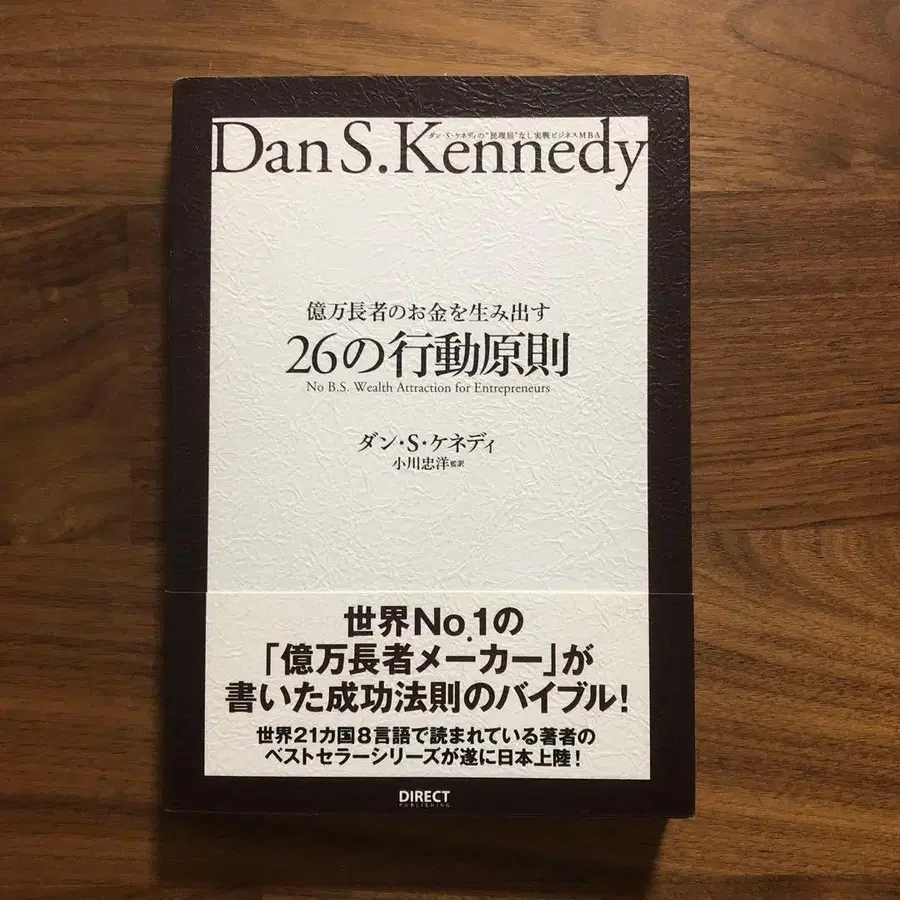 Dan S. Kennedy
ダン・S・ケネディの"屁理屈"なし実戦ビジネスMBA
億万長者のお金を生み出す
26の行動原則
No B.S. Wealth Attraction for Entrepreneurs
ダン・S・ケネディ
小川忠洋監訳
世界No.1の
「億万長者メーカー」が
書いた成功法則のバイブル!
世界21カ国8言語で読まれている著者の
ベストセラーシリーズが遂に日本上陸!
DIRECT
PUBLISHING